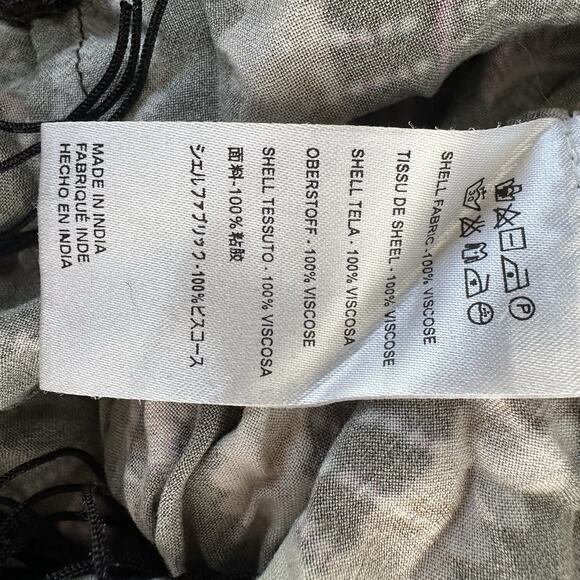 SHELL FABRIC - 100% VISCOSE
TISSU DE SHEEL - 100% VISCOSE
SHELL TELA - 100% VISCOSA
OBERSTOFF - 100% VISCOSE
SHELL TESSUTO - 100% VISCOSA
面料-100%粘胶
シェルファブリック-100%ビスコース
MADE IN INDIA
FABRIQUÉ INDE
HECHO EN INDIA
P